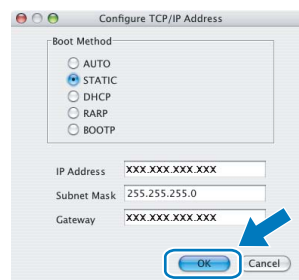 Configure TCP/IP Address
Boot Method
AUTO
STATIC
DHCP
RARP
BOOTP
IP Address XXX.XXX.XXX.XXX
Subnet Mask 255.255.255.0
Gateway XXX.XXX.XXX.XXX
OK Cancel